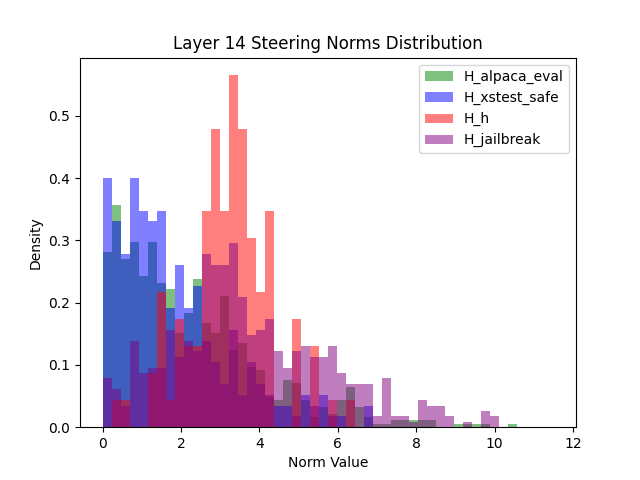 Layer 14 Steering Norms Distribution
H_alpaca_eval
H_xstest_safe
H_h
H_jailbreak
Density
0.5
0.4
0.3
0.2
0.1
0.0
0 2 4 6 8 10 12
Norm Value